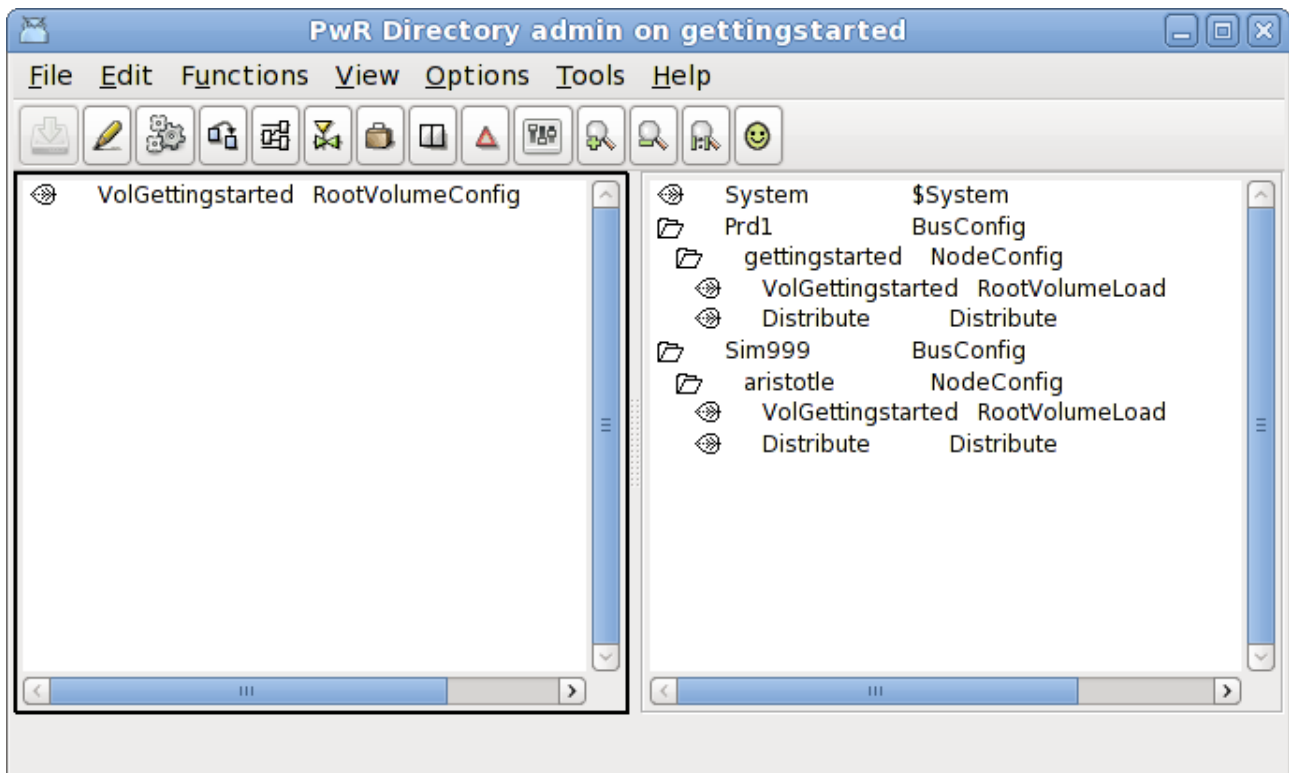 PwR Directory admin on gettingstarted
File Edit Functions View Options Tools Help
VolGettingstarted RootVolumeConfig
System $System
Prd1 BusConfig
gettingstarted NodeConfig
VolGettingstarted RootVolumeLoad
Distribute Distribute
Sim999 BusConfig
aristotle NodeConfig
VolGettingstarted RootVolumeLoad
Distribute Distribute